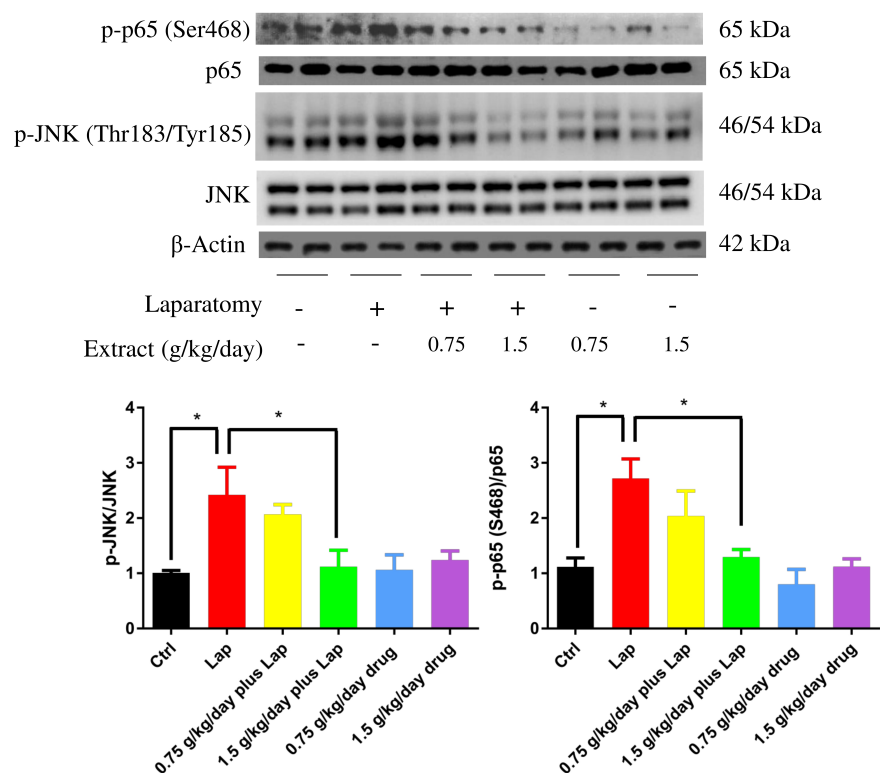 p-p65 (Ser468) 65 kDa
p65 65 kDa
p-JNK (Thr183/Tyr185) 46/54 kDa
JNK 46/54 kDa
β-Actin 42 kDa
Laparatomy - + + + - -
Extract (g/kg/day) - - 0.75 1.5 0.75 1.5
p-JNK/JNK
4
3
2
1
0
* *
Ctrl
Lap
0.75 g/kg/day plus Lap
1.5 g/kg/day plus Lap
0.75 g/kg/day drug
1.5 g/kg/day drug
p-p65 (S468)/p65
4
3
2
1
0
* *
Ctrl
Lap
0.75 g/kg/day plus Lap
1.5 g/kg/day plus Lap
0.75 g/kg/day drug
1.5 g/kg/day drug